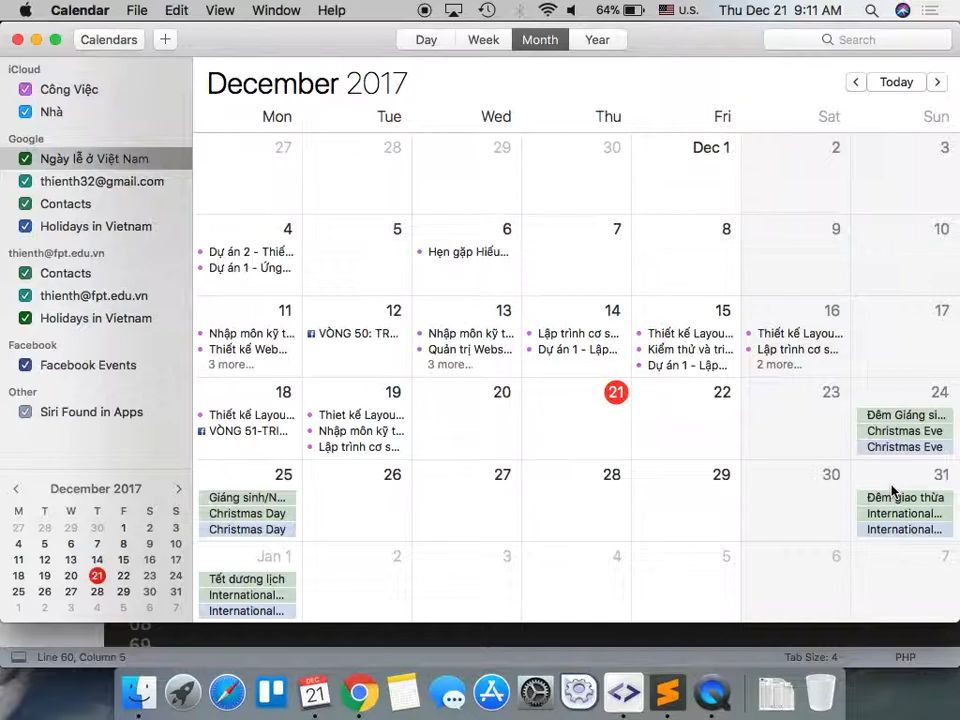 Calendar File Edit View Window Help 64% U.S. Thu Dec 21 9:11 AM
Calendars + Day Week Month Year Search
iCloud
Công Việc
Nhà
Google
Ngày lễ ở Việt Nam
thienth32@gmail.com
Contacts
Holidays in Vietnam
thienth@fpt.edu.vn
Contacts
thienth@fpt.edu.vn
Holidays in Vietnam
Facebook
Facebook Events
Other
Siri Found in Apps
December 2017
M T W T F S S
27 28 29 30 1 2 3
4 5 6 7 8 9 10
11 12 13 14 15 16 17
18 19 20 21 22 23 24
25 26 27 28 29 30 31
1 2 3 4 5 6 7
December 2017 < Today >
Mon Tue Wed Thu Fri Sat Sun
27 28 29 30 Dec 1 2 3
4 5 6 7 8 9 10
Dự án 2 - Thiế... Hẹn gặp Hiếu...
Dự án 1 - Ứng...
11 12 13 14 15 16 17
Nhập môn kỹ t... VÒNG 50: TR... Nhập môn kỹ t... Lập trình cơ s... Thiết kế Layou... Thiết kế Layou...
Thiết kế Web... Quản trị Webs... Dự án 1 - Lập... Kiểm thử và tri... Lập trình cơ s...
3 more... 3 more... Dự án 1 - Lập... 2 more...
18 19 20 21 22 23 24
Thiết kế Layou... Thiet kế Layou... Đêm Giáng si...
VÒNG 51-TRI... Nhập môn kỹ t... Christmas Eve
Lập trình cơ s... Christmas Eve
25 26 27 28 29 30 31
Giáng sinh/N... Đêm giao thừa
Christmas Day International...
Christmas Day International...
Jan 1 2 3 4 5 6 7
Tết dương lịch
International...
International...
Line 60, Column 5 Tab Size: 4 PHP
DEC
21